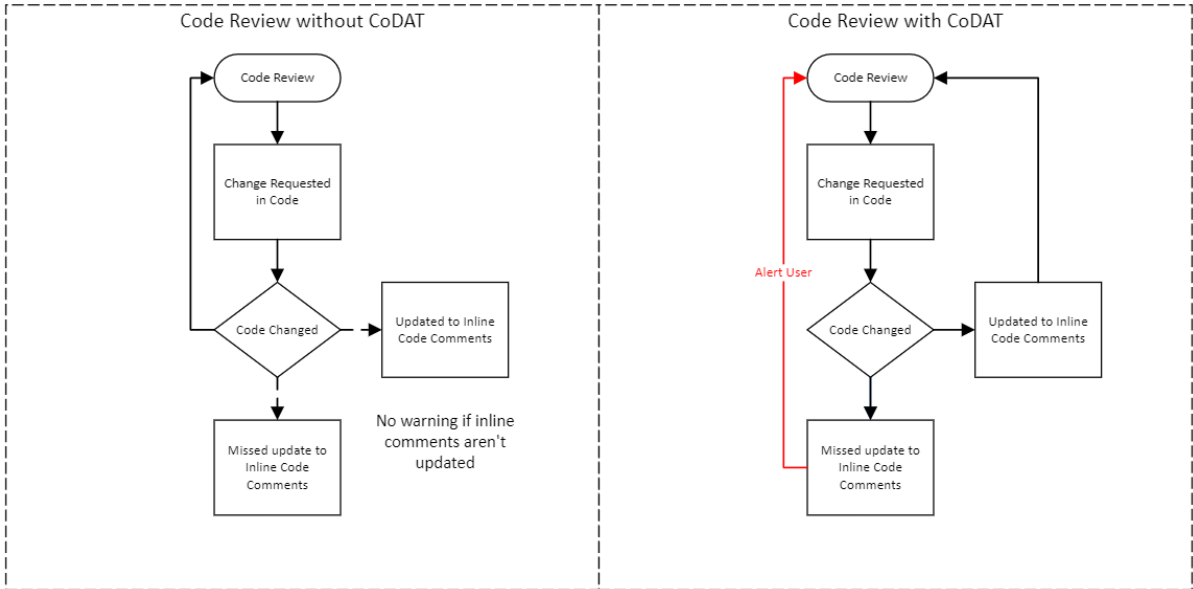 Code Review without CoDAT
Code Review
Change Requested
in Code
Code Changed
Updated to Inline
Code Comments
No warning if inline
comments aren't
updated
Missed update to
Inline Code
Comments
Code Review with CoDAT
Code Review
Change Requested
in Code
Alert User
Code Changed
Updated to Inline
Code Comments
Missed update to
Inline Code
Comments